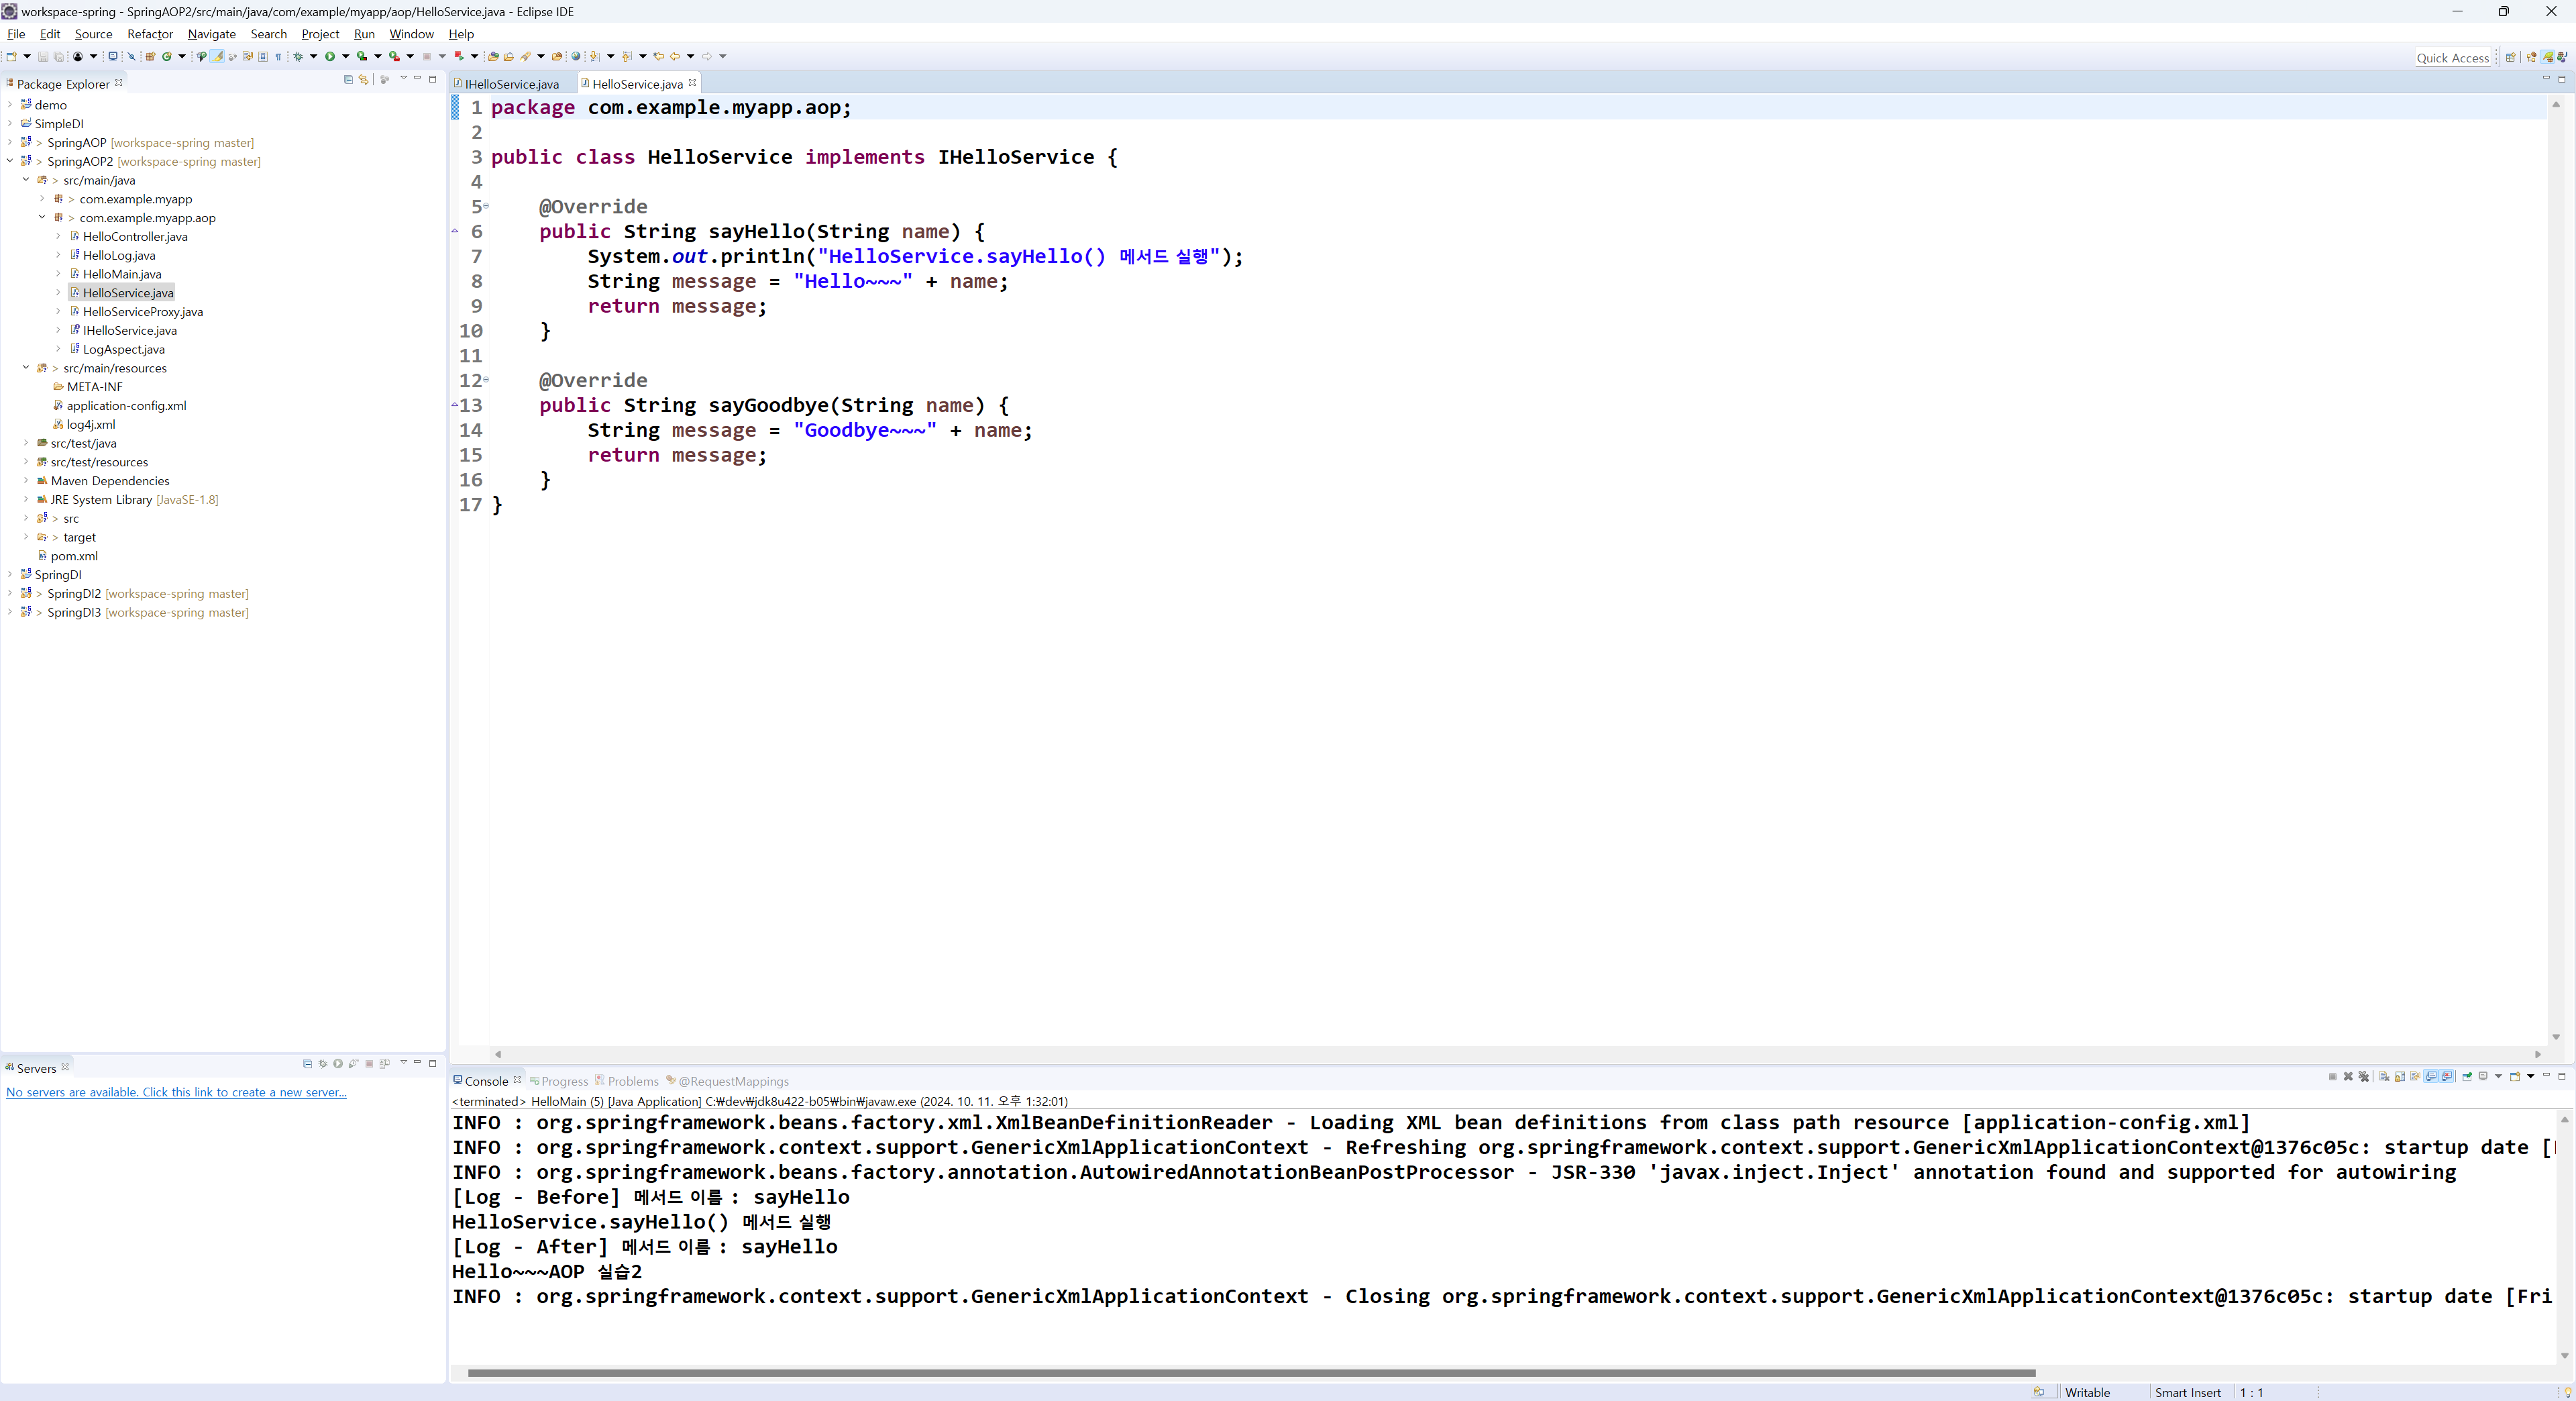 workspace-spring - SpringAOP2/src/main/java/com/example/myapp/aop/HelloService.java - Eclipse IDE
File Edit Source Refactor Navigate Search Project Run Window Help
Quick Access
Package Explorer
demo
SimpleDI
> SpringAOP [workspace-spring master]
> SpringAOP2 [workspace-spring master]
> src/main/java
> com.example.myapp
> com.example.myapp.aop
HelloController.java
HelloLog.java
HelloMain.java
HelloService.java
HelloServiceProxy.java
IHelloService.java
LogAspect.java
> src/main/resources
META-INF
application-config.xml
log4j.xml
src/test/java
src/test/resources
Maven Dependencies
JRE System Library [JavaSE-1.8]
> src
> target
pom.xml
SpringDI
> SpringDI2 [workspace-spring master]
> SpringDI3 [workspace-spring master]
IHelloService.java HelloService.java
1 package com.example.myapp.aop;
2
3 public class HelloService implements IHelloService {
4
5 @Override
6 public String sayHello(String name) {
7 System.out.println("HelloService.sayHello() 메서드 실행");
8 String message = "Hello~~~" + name;
9 return message;
10 }
11
12 @Override
13 public String sayGoodbye(String name) {
14 String message = "Goodbye~~~" + name;
15 return message;
16 }
17 }
Servers
No servers are available. Click this link to create a new server...
Console Progress Problems @RequestMappings
<terminated> HelloMain (5) [Java Application] C:₩dev₩jdk8u422-b05₩bin₩javaw.exe (2024. 10. 11. 오후 1:32:01)
INFO : org.springframework.beans.factory.xml.XmlBeanDefinitionReader - Loading XML bean definitions from class path resource [application-config.xml]
INFO : org.springframework.context.support.GenericXmlApplicationContext - Refreshing org.springframework.context.support.GenericXmlApplicationContext@1376c05c: startup date [
INFO : org.springframework.beans.factory.annotation.AutowiredAnnotationBeanPostProcessor - JSR-330 'javax.inject.Inject' annotation found and supported for autowiring
[Log - Before] 메서드 이름 : sayHello
HelloService.sayHello() 메서드 실행
[Log - After] 메서드 이름 : sayHello
Hello~~~AOP 실습2
INFO : org.springframework.context.support.GenericXmlApplicationContext - Closing org.springframework.context.support.GenericXmlApplicationContext@1376c05c: startup date [Fri
Writable Smart Insert 1 : 1